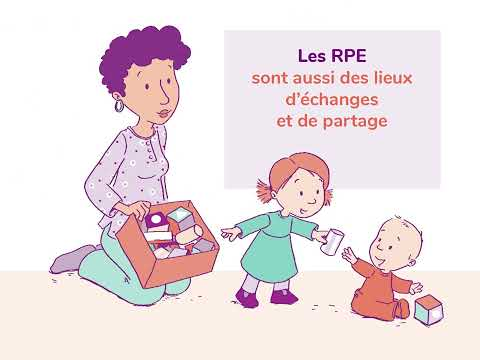 Les RPE
sont aussi des lieux
d’échanges
et de partage